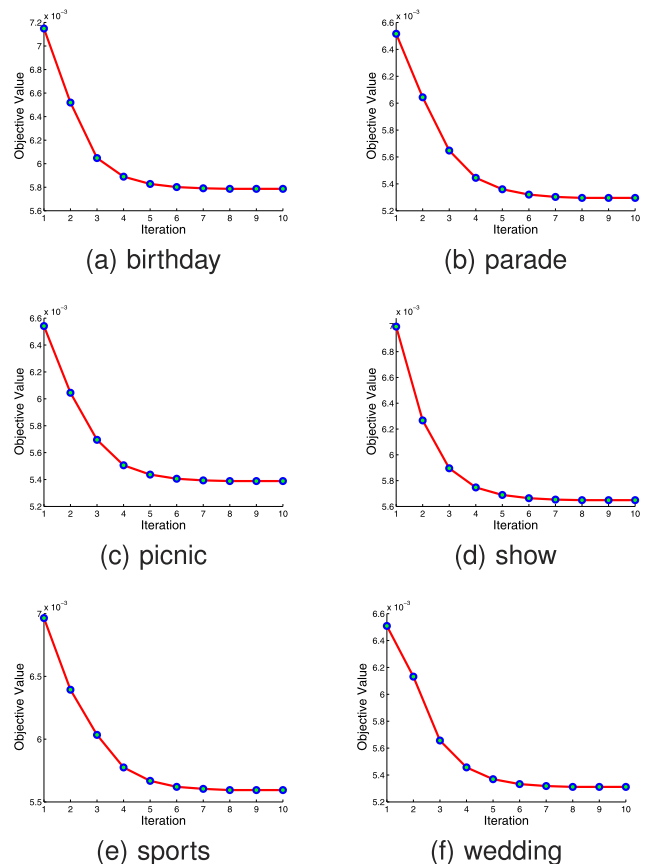 x 10⁻³
7.2
7
6.8
6.6
6.4
6.2
6
5.8
5.6
Objective Value
1 2 3 4 5 6 7 8 9 10
Iteration
(a) birthday
x 10⁻³
6.6
6.4
6.2
6
5.8
5.6
5.4
5.2
Objective Value
1 2 3 4 5 6 7 8 9 10
Iteration
(b) parade
x 10⁻³
6.6
6.4
6.2
6
5.8
5.6
5.4
5.2
Objective Value
1 2 3 4 5 6 7 8 9 10
Iteration
(c) picnic
x 10⁻³
7
6.8
6.6
6.4
6.2
6
5.8
5.6
Objective Value
1 2 3 4 5 6 7 8 9 10
Iteration
(d) show
x 10⁻³
7
6.5
6
5.5
Objective Value
1 2 3 4 5 6 7 8 9 10
Iteration
(e) sports
x 10⁻³
6.6
6.4
6.2
6
5.8
5.6
5.4
5.2
Objective Value
1 2 3 4 5 6 7 8 9 10
Iteration
(f) wedding